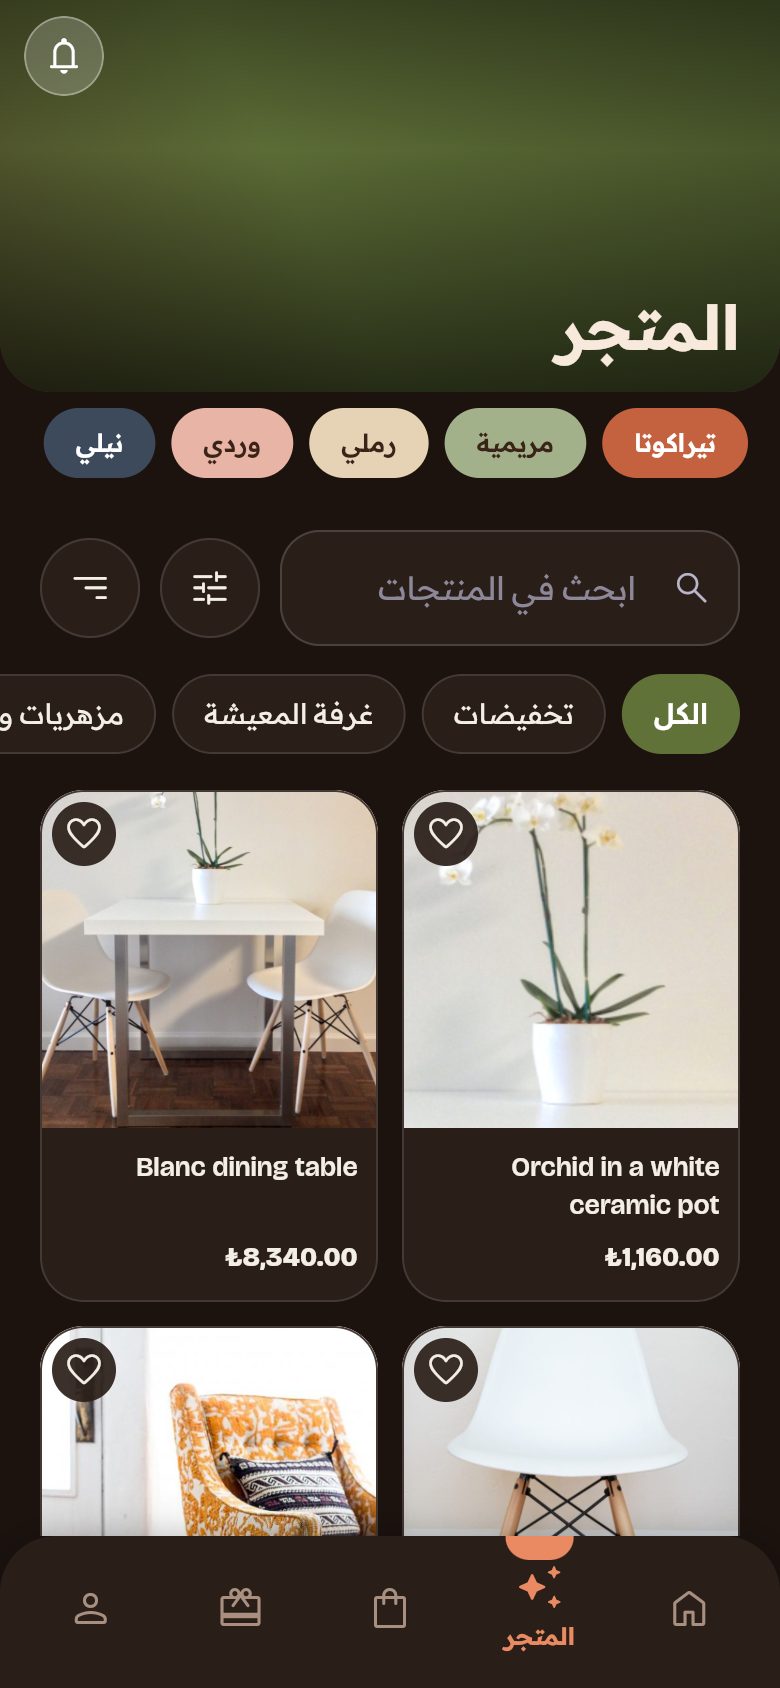 المتجر
تيراكوتا
مريمية
رملي
وردي
نيلي
ابحث في المنتجات
الكل
تخفيضات
غرفة المعيشة
مزهريات و
Orchid in a white
ceramic pot
₺1,160.00
Blanc dining table
₺8,340.00
المتجر